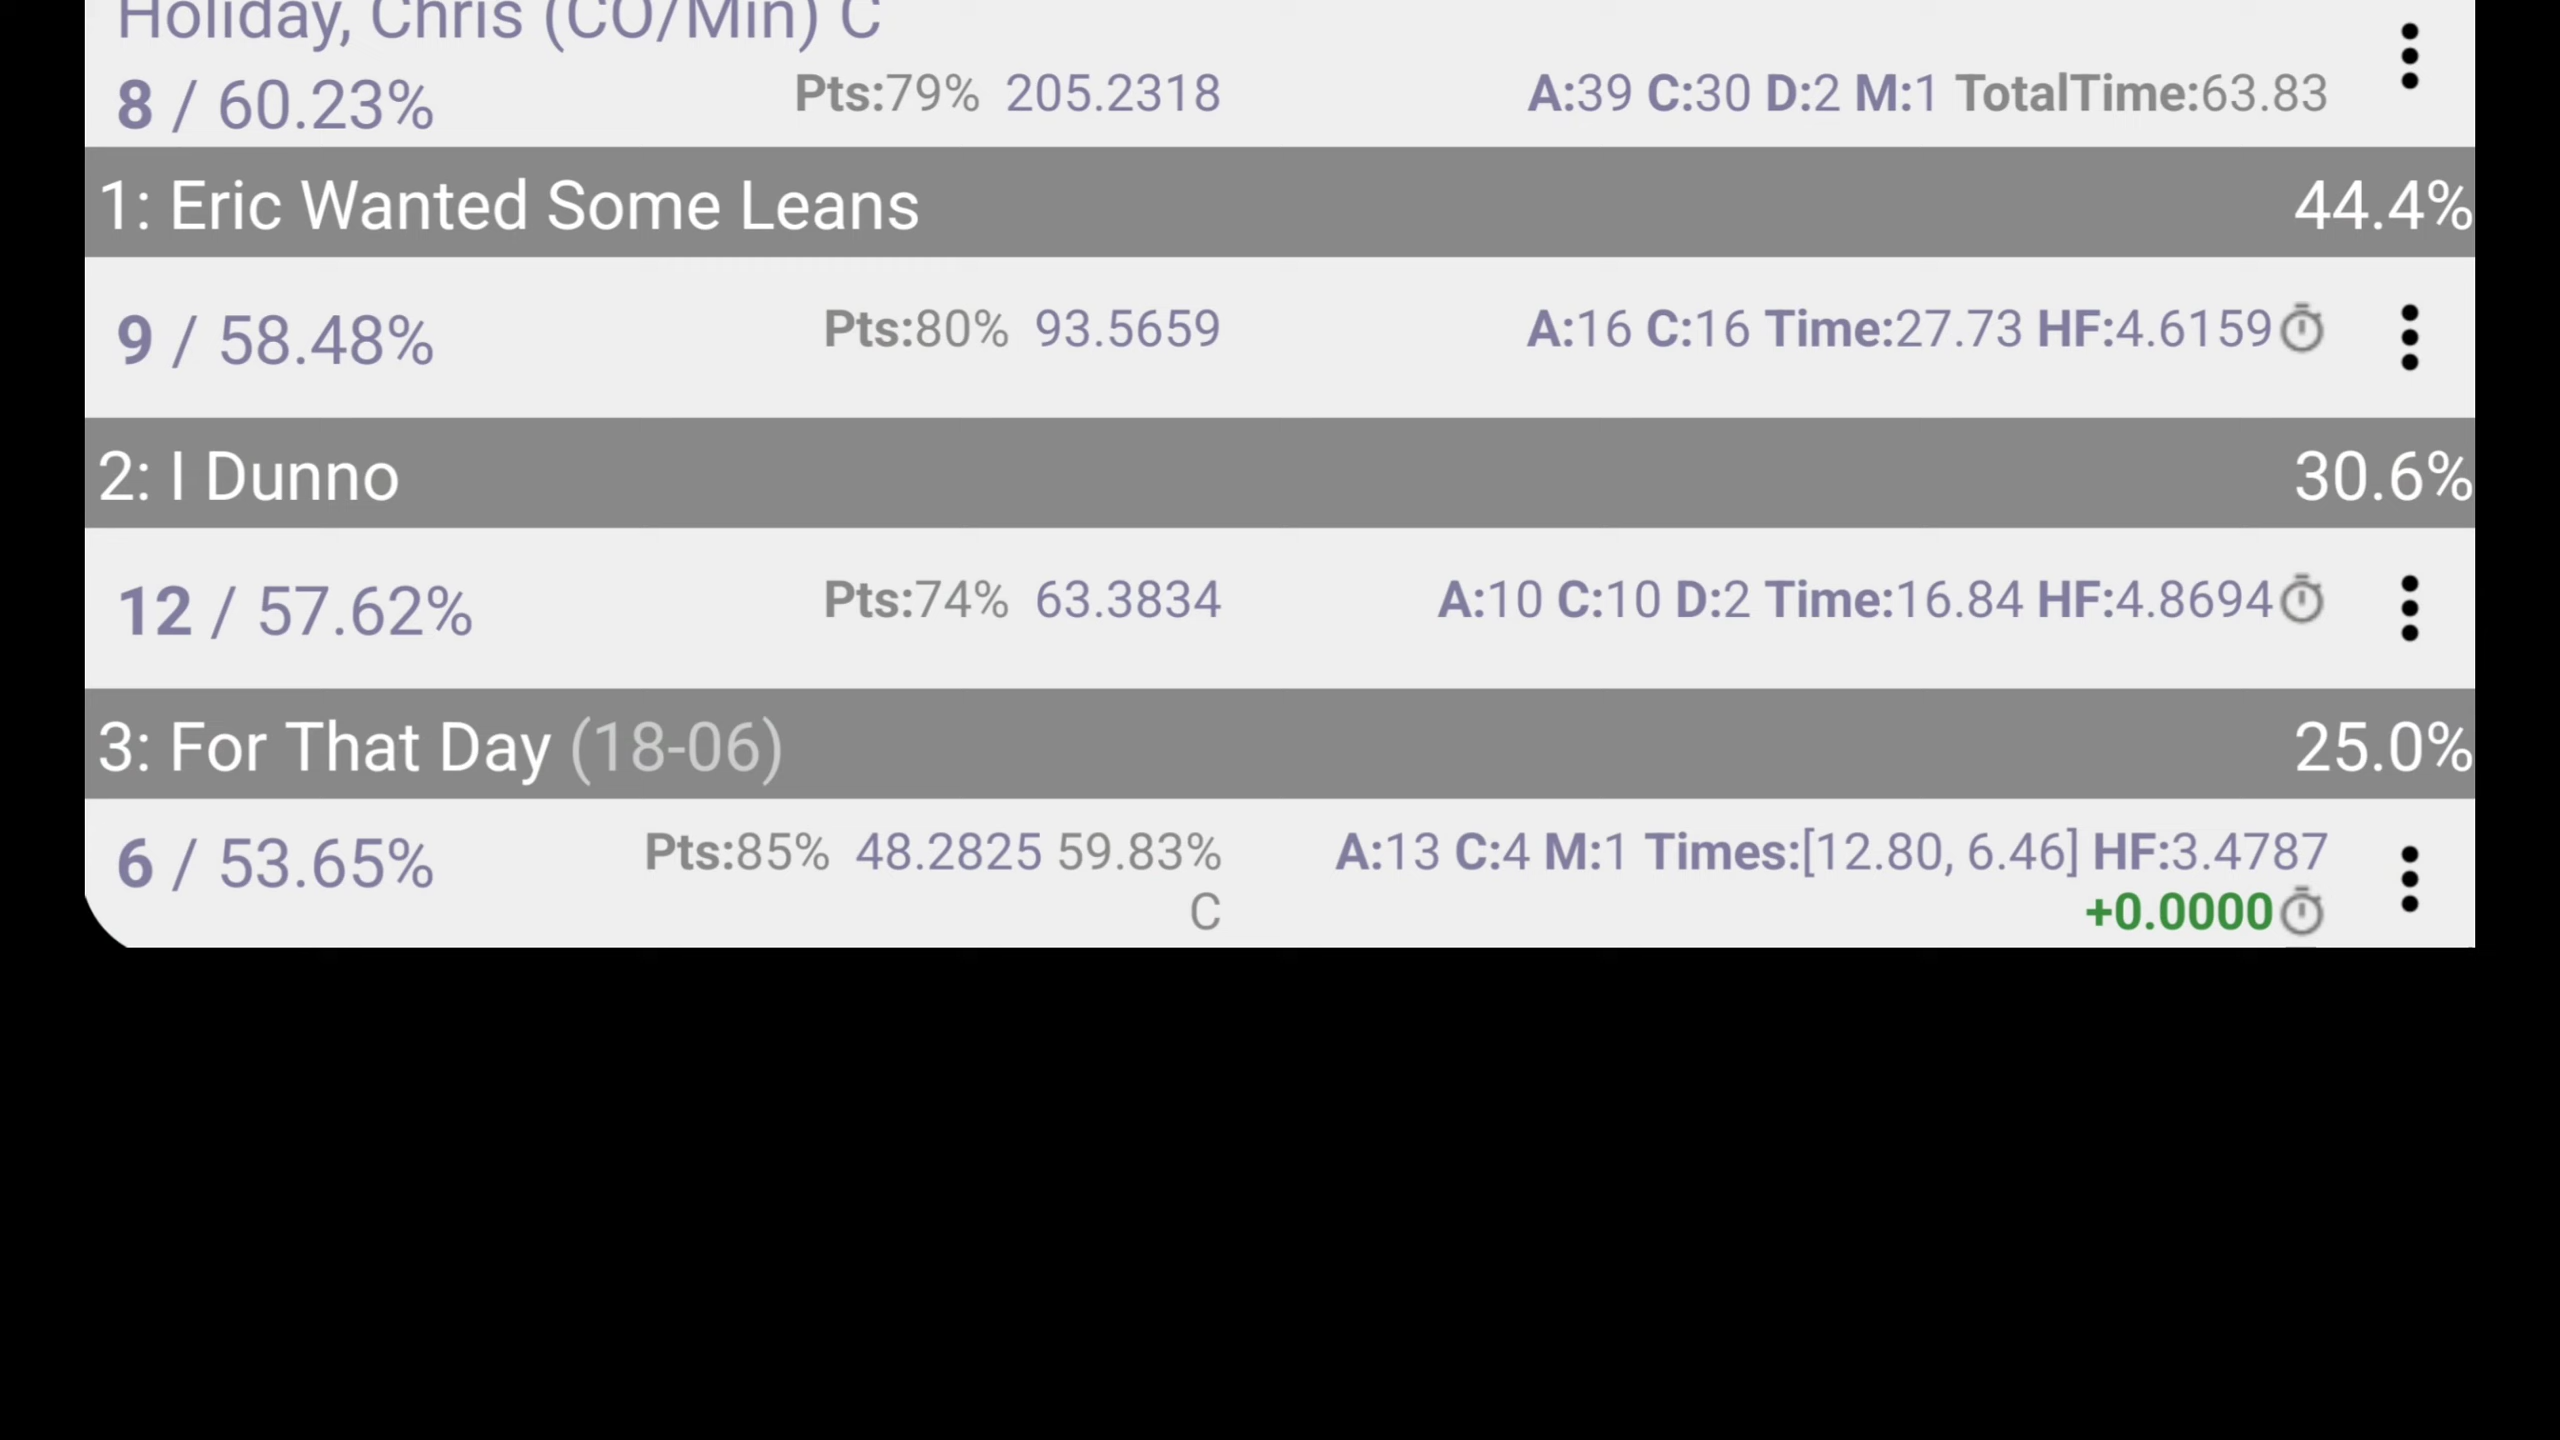 Holiday, Chris (CO/Min) C
8 / 60.23% Pts:79% 205.2318 A:39 C:30 D:2 M:1 TotalTime:63.83
1: Eric Wanted Some Leans 44.4%
9 / 58.48% Pts:80% 93.5659 A:16 C:16 Time:27.73 HF:4.6159
2: I Dunno 30.6%
12 / 57.62% Pts:74% 63.3834 A:10 C:10 D:2 Time:16.84 HF:4.8694
3: For That Day (18-06) 25.0%
6 / 53.65% Pts:85% 48.2825 59.83% A:13 C:4 M:1 Times:[12.80, 6.46] HF:3.4787
C +0.0000